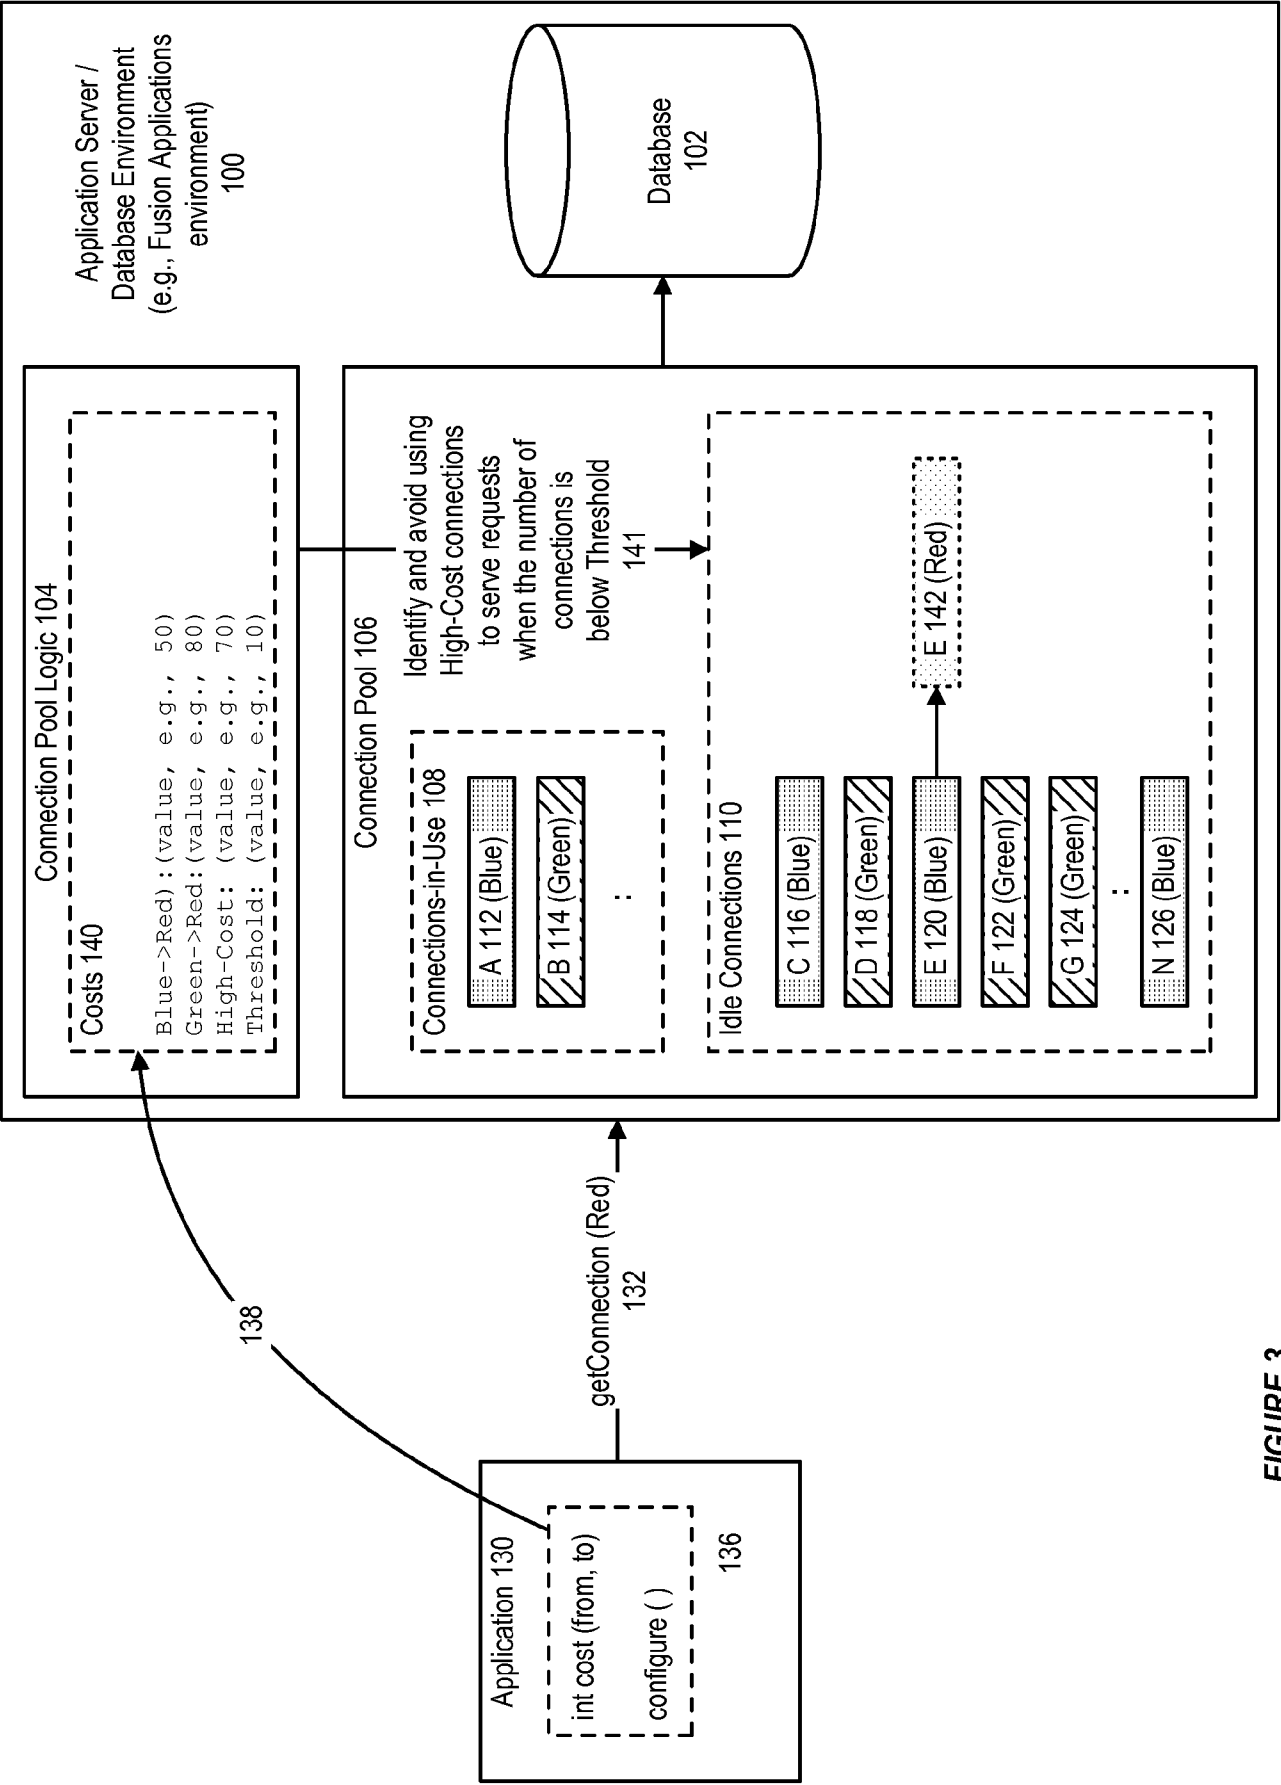 Application Server /
Database Environment
(e.g., Fusion Applications
environment)
100
Connection Pool Logic 104
Costs 140
Blue->Red):(value, e.g., 50)
Green->Red:(value, e.g., 80)
High-Cost: (value, e.g., 70)
Threshold: (value, e.g., 10)
138
Connection Pool 106
Connections-in-Use 108
A 112 (Blue)
B 114 (Green)
..
Identify and avoid using
High-Cost connections
to serve requests
when the number of
connections is
below Threshold
141
Database
102
Idle Connections 110
C 116 (Blue)
D 118 (Green)
E 120 (Blue)
E 142 (Red)
F 122 (Green)
G 124 (Green)
..
N 126 (Blue)
getConnection (Red)
132
Application 130
int cost (from, to)
configure ( )
136
FIGURE 3